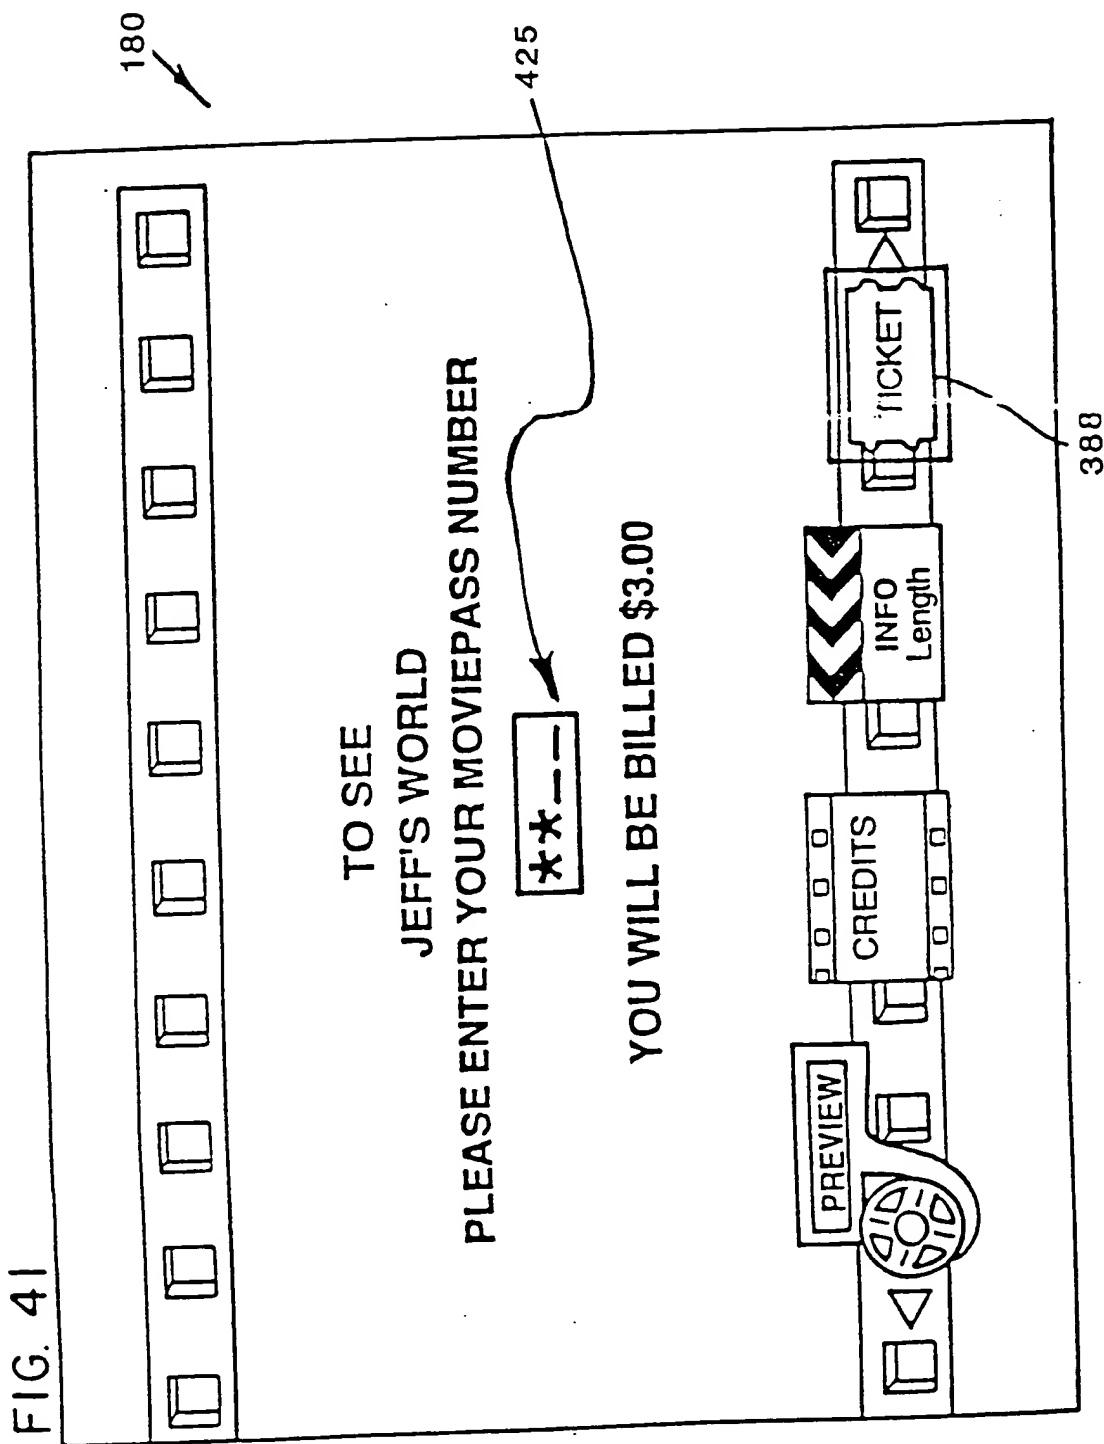 FIG. 41
180
TO SEE
JEFF'S WORLD
PLEASE ENTER YOUR MOVIEPASS NUMBER
425
**__
YOU WILL BE BILLED $3.00
PREVIEW
CREDITS
INFO
Length
TICKET
388